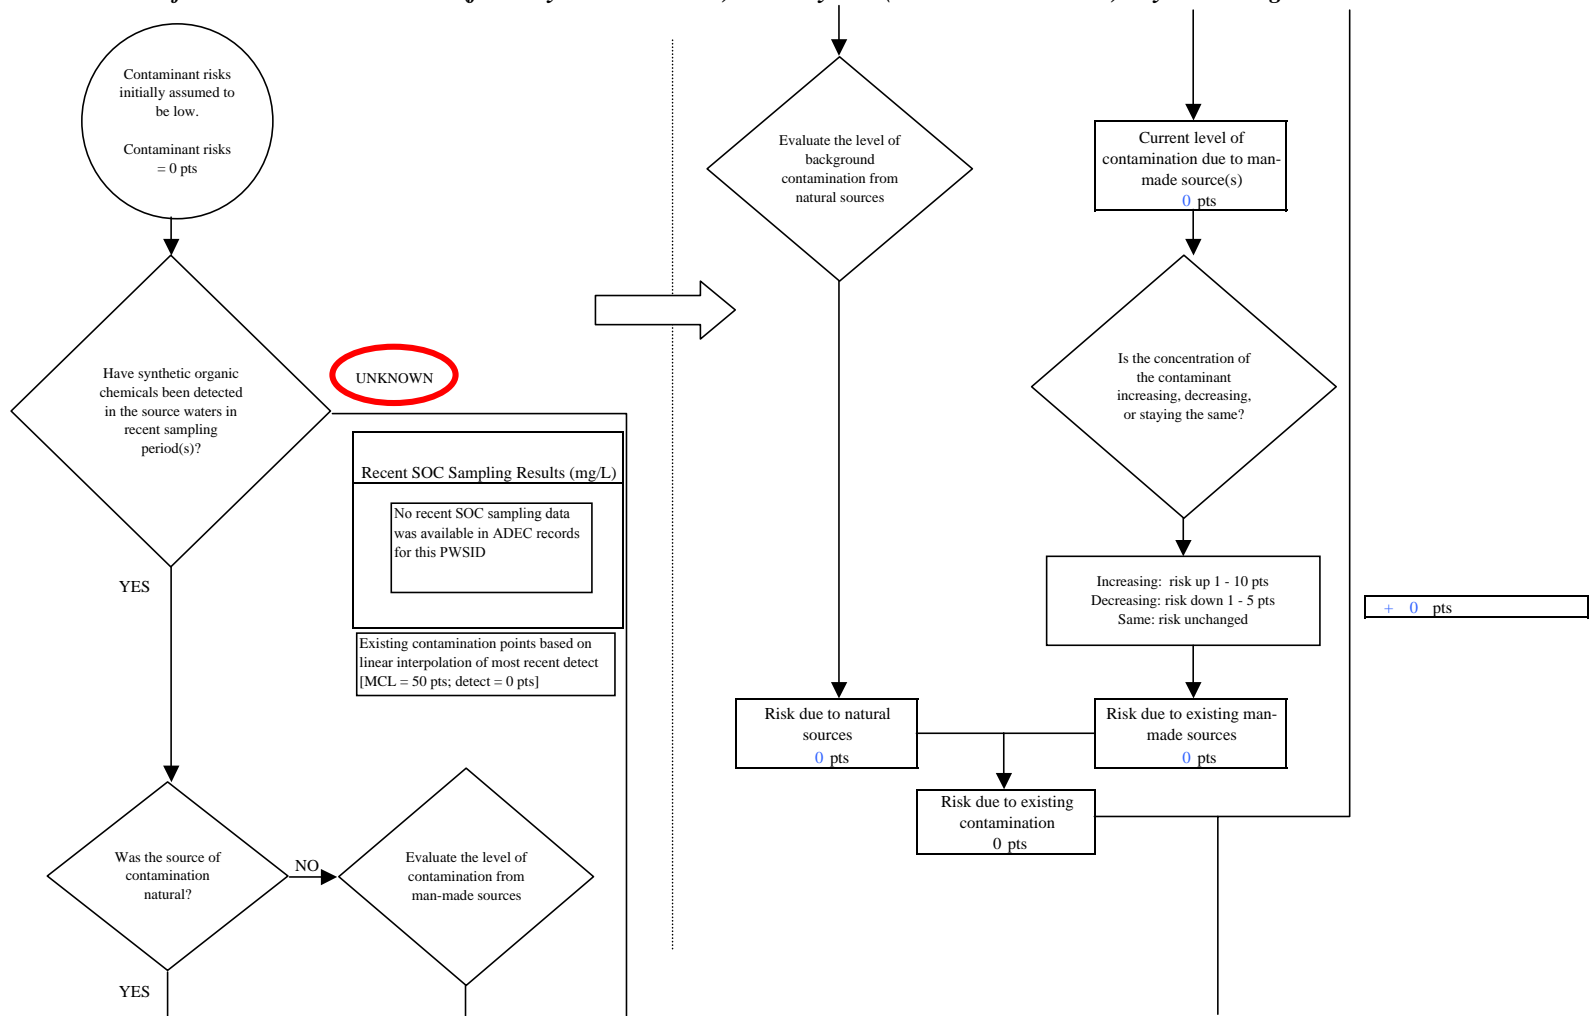 Contaminant risks
initially assumed to
be low.
Contaminant risks
= 0 pts
Have synthetic organic
chemicals been detected
in the source waters in
recent sampling
period(s)?
UNKNOWN
Recent SOC Sampling Results (mg/L)
No recent SOC sampling data
was available in ADEC records
for this PWSID
Existing contamination points based on
linear interpolation of most recent detect
[MCL = 50 pts; detect = 0 pts]
YES
Was the source of
contamination
natural?
NO
Evaluate the level of
contamination from
man-made sources
YES
Evaluate the level of
background
contamination from
natural sources
Current level of
contamination due to man-
made source(s)
0 pts
Is the concentration of
the contaminant
increasing, decreasing,
or staying the same?
Increasing: risk up 1 - 10 pts
Decreasing: risk down 1 - 5 pts
Same: risk unchanged
+ 0 pts
Risk due to natural
sources
0 pts
Risk due to existing man-
made sources
0 pts
Risk due to existing
contamination
0 pts